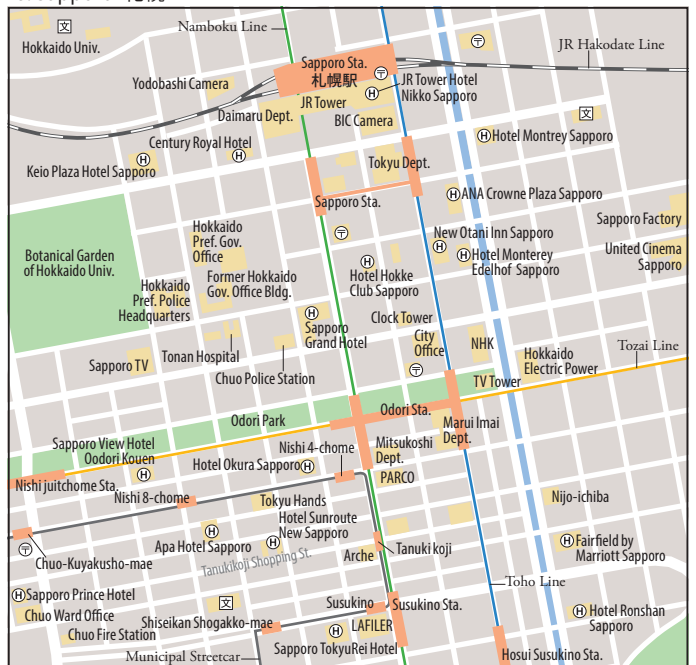 Namboku Line
文
Hokkaido Univ.
〒
JR Hakodate Line
Sapporo Sta.
札幌駅
〒
Yodobashi Camera
H
JR Tower Hotel
Nikko Sapporo
JR Tower
Daimaru Dept.
BIC Camera
文
Century Royal Hotel
H
H
Hotel Montrey Sapporo
Keio Plaza Hotel Sapporo
H
Tokyu Dept.
H
ANA Crowne Plaza Sapporo
Sapporo Sta.
Sapporo Factory
Hokkaido
Pref. Gov.
Office
〒
New Otani Inn Sapporo
H
Botanical Garden
of Hokkaido Univ.
H
Hotel Monterey
Edelhof Sapporo
United Cinema
Sapporo
H
Hotel Hokke
Club Sapporo
Hokkaido
Pref. Police
Headquarters
Former Hokkaido
Gov. Office Bldg.
H
Sapporo
Grand Hotel
Clock Tower
City
Office
NHK
Tozai Line
Sapporo TV
Tonan Hospital
Hokkaido
Electric Power
〒
Chuo Police Station
TV Tower
Odori Park
Odori Sta.
Marui Imai
Dept.
Sapporo View Hotel
Oodori Kouen
H
Nishi 4-chome
Mitsukoshi
Dept.
Hotel Okura Sapporo
H
PARCO
Nishi juitchome Sta.
Nishi 8-chome
Tokyu Hands
Nijo-ichiba
Hotel Sunroute
New Sapporo
H
H
Apa Hotel Sapporo
H
Fairfield by
Marriott Sapporo
〒
Chuo-Kuyakusho-mae
Tanukikoji Shopping St.
Arche
Tanuki koji
Toho Line
H
Sapporo Prince Hotel
文
Susukino
Susukino Sta.
Chuo Ward Office
Shiseikan Shogakko-mae
LAFILER
H
Hotel Ronshan
Sapporo
Chuo Fire Station
H
Sapporo TokyuRei Hotel
Municipal Streetcar
Hosui Susukino Sta.